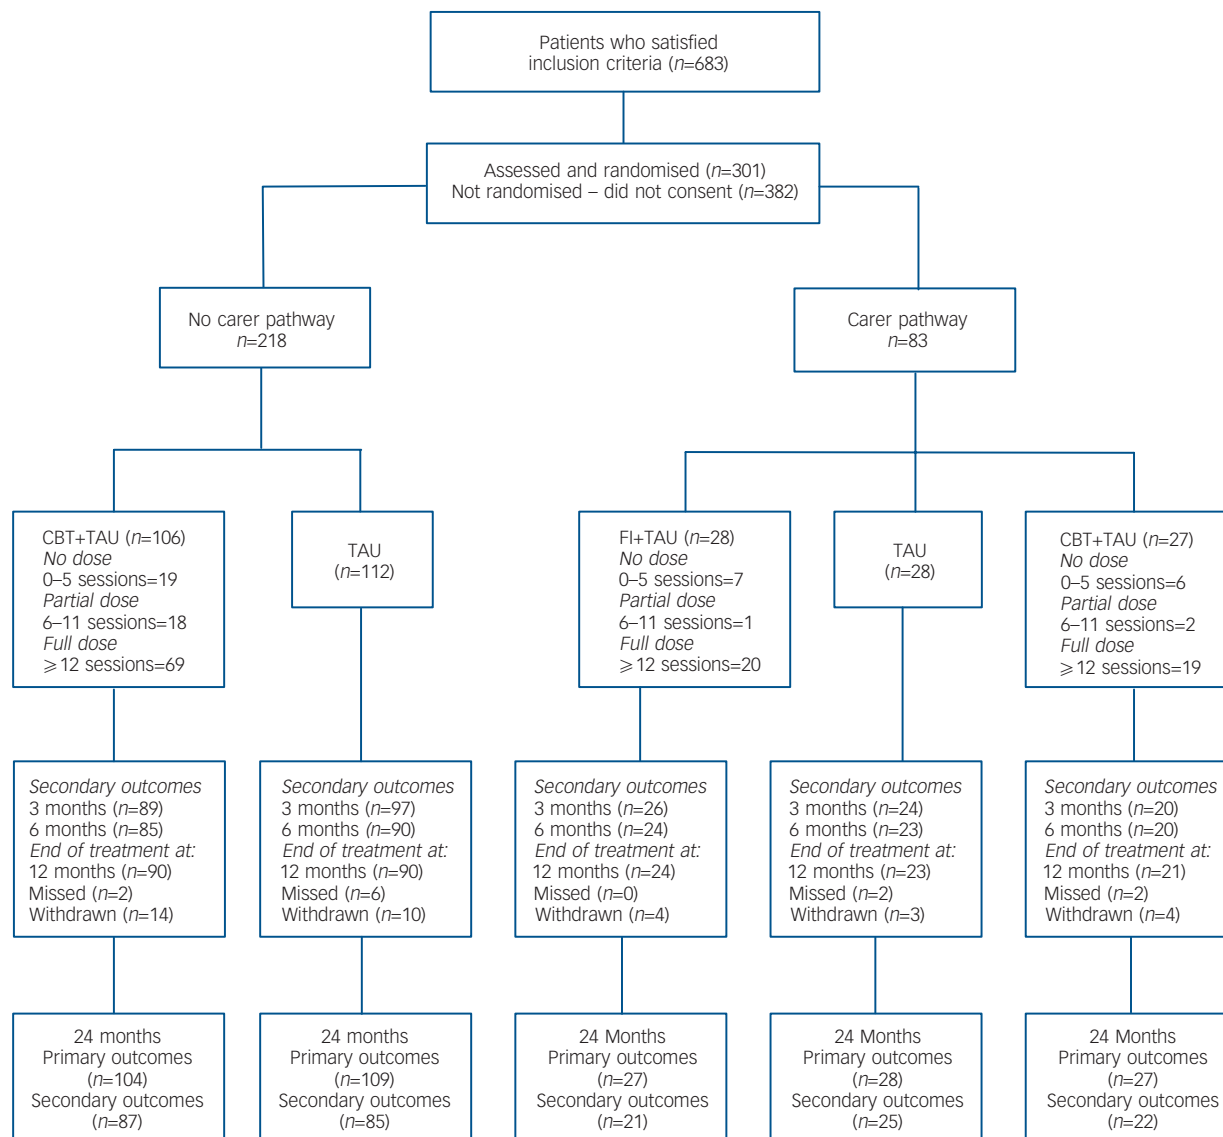 Patients who satisfied
inclusion criteria (n=683)
Assessed and randomised (n=301)
Not randomised – did not consent (n=382)
No carer pathway
n=218
Carer pathway
n=83
CBT+TAU (n=106)
No dose
0–5 sessions=19
Partial dose
6–11 sessions=18
Full dose
⩾12 sessions=69
TAU
(n=112)
FI+TAU (n=28)
No dose
0–5 sessions=7
Partial dose
6–11 sessions=1
Full dose
⩾12 sessions=20
TAU
(n=28)
CBT+TAU (n=27)
No dose
0–5 sessions=6
Partial dose
6–11 sessions=2
Full dose
⩾12 sessions=19
Secondary outcomes
3 months (n=89)
6 months (n=85)
End of treatment at:
12 months (n=90)
Missed (n=2)
Withdrawn (n=14)
Secondary outcomes
3 months (n=97)
6 months (n=90)
End of treatment at:
12 months (n=90)
Missed (n=6)
Withdrawn (n=10)
Secondary outcomes
3 months (n=26)
6 months (n=24)
End of treatment at:
12 months (n=24)
Missed (n=0)
Withdrawn (n=4)
Secondary outcomes
3 months (n=24)
6 months (n=23)
End of treatment at:
12 months (n=23)
Missed (n=2)
Withdrawn (n=3)
Secondary outcomes
3 months (n=20)
6 months (n=20)
End of treatment at:
12 months (n=21)
Missed (n=2)
Withdrawn (n=4)
24 months
Primary outcomes
(n=104)
Secondary outcomes
(n=87)
24 months
Primary outcomes
(n=109)
Secondary outcomes
(n=85)
24 Months
Primary outcomes
(n=27)
Secondary outcomes
(n=21)
24 Months
Primary outcomes
(n=28)
Secondary outcomes
(n=25)
24 Months
Primary outcomes
(n=27)
Secondary outcomes
(n=22)